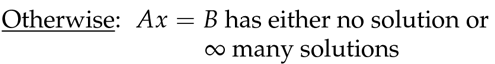 Otherwise: Ax = B has either no solution or
∞ many solutions